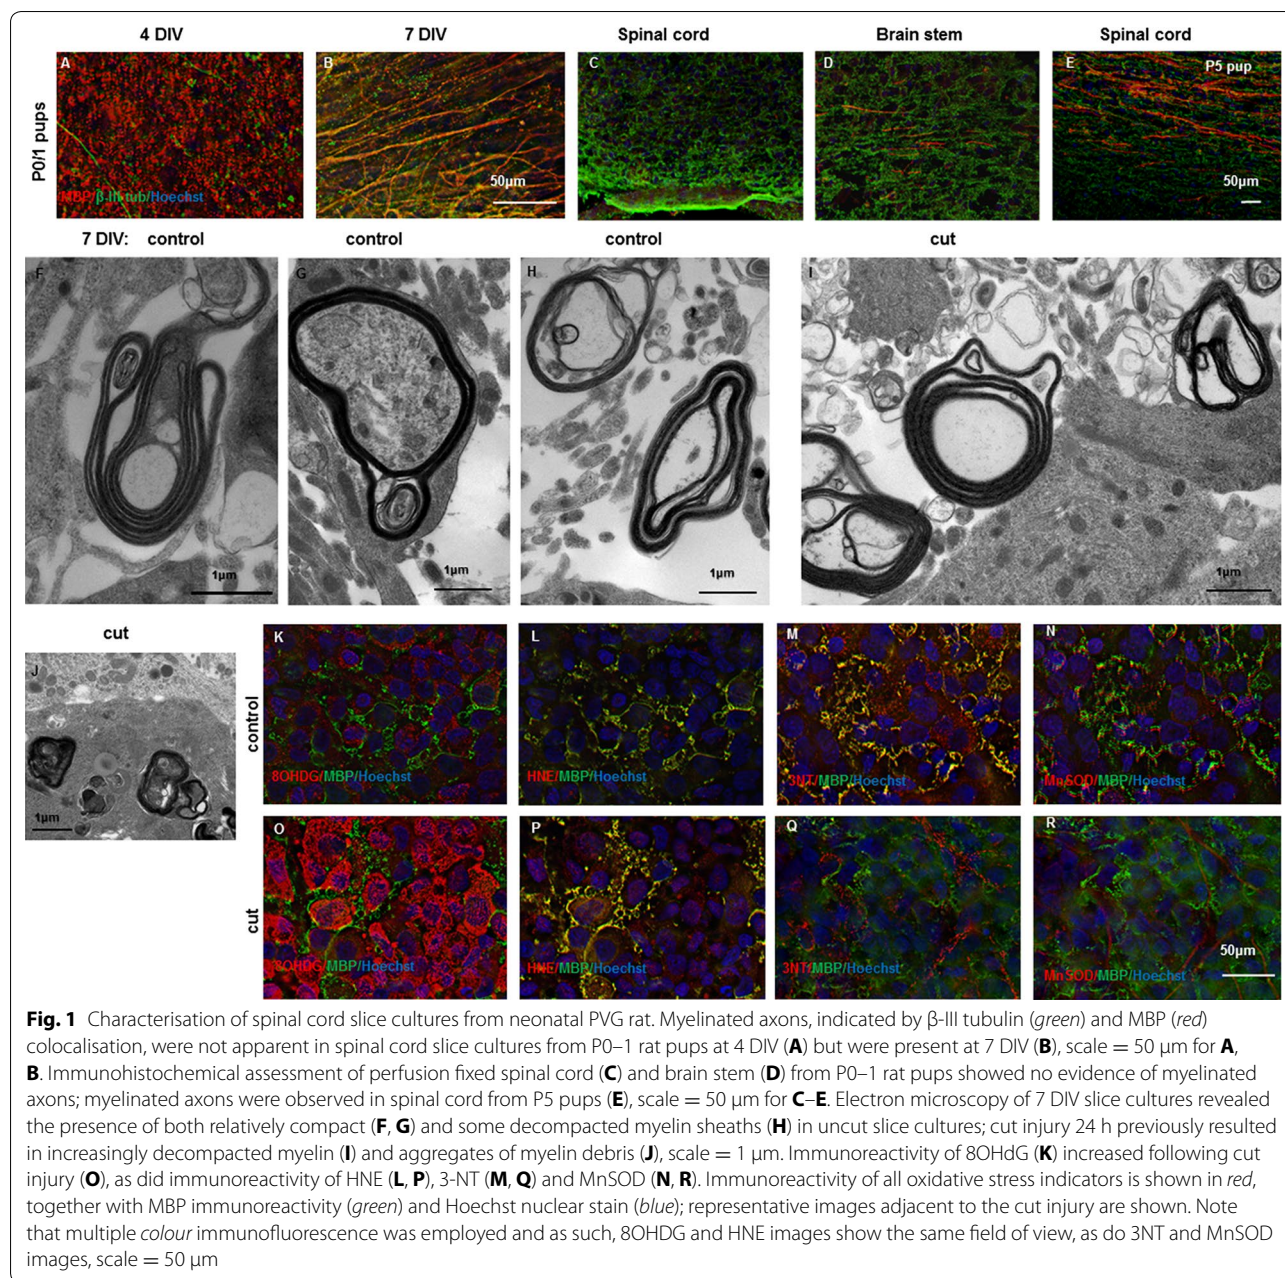 4 DIV 7 DIV Spinal cord Brain stem Spinal cord
P0/1 pups
A B C D E P5 pup
MBP/β-III-tub/Hoechst 50µm 50µm
7 DIV: control control control cut
F G H I
1µm 1µm 1µm 1µm
cut
J
1µm
control
K L M N
8OHDG/MBP/Hoechst HNE/MBP/Hoechst 3NT/MBP/Hoechst MnSOD/MBP/Hoechst
cut
O P Q R
50µm
8OHDG/MBP/Hoechst HNE/MBP/Hoechst 3NT/MBP/Hoechst MnSOD/MBP/Hoechst
Fig. 1 Characterisation of spinal cord slice cultures from neonatal PVG rat. Myelinated axons, indicated by β-III tubulin (green) and MBP (red)
colocalisation, were not apparent in spinal cord slice cultures from P0–1 rat pups at 4 DIV (A) but were present at 7 DIV (B), scale = 50 µm for A,
B. Immunohistochemical assessment of perfusion fixed spinal cord (C) and brain stem (D) from P0–1 rat pups showed no evidence of myelinated
axons; myelinated axons were observed in spinal cord from P5 pups (E), scale = 50 µm for C–E. Electron microscopy of 7 DIV slice cultures revealed
the presence of both relatively compact (F, G) and some decompacted myelin sheaths (H) in uncut slice cultures; cut injury 24 h previously resulted
in increasingly decompacted myelin (I) and aggregates of myelin debris (J), scale = 1 µm. Immunoreactivity of 8OHdG (K) increased following cut
injury (O), as did immunoreactivity of HNE (L, P), 3-NT (M, Q) and MnSOD (N, R). Immunoreactivity of all oxidative stress indicators is shown in red,
together with MBP immunoreactivity (green) and Hoechst nuclear stain (blue); representative images adjacent to the cut injury are shown. Note
that multiple colour immunofluorescence was employed and as such, 8OHDG and HNE images show the same field of view, as do 3NT and MnSOD
images, scale = 50 µm